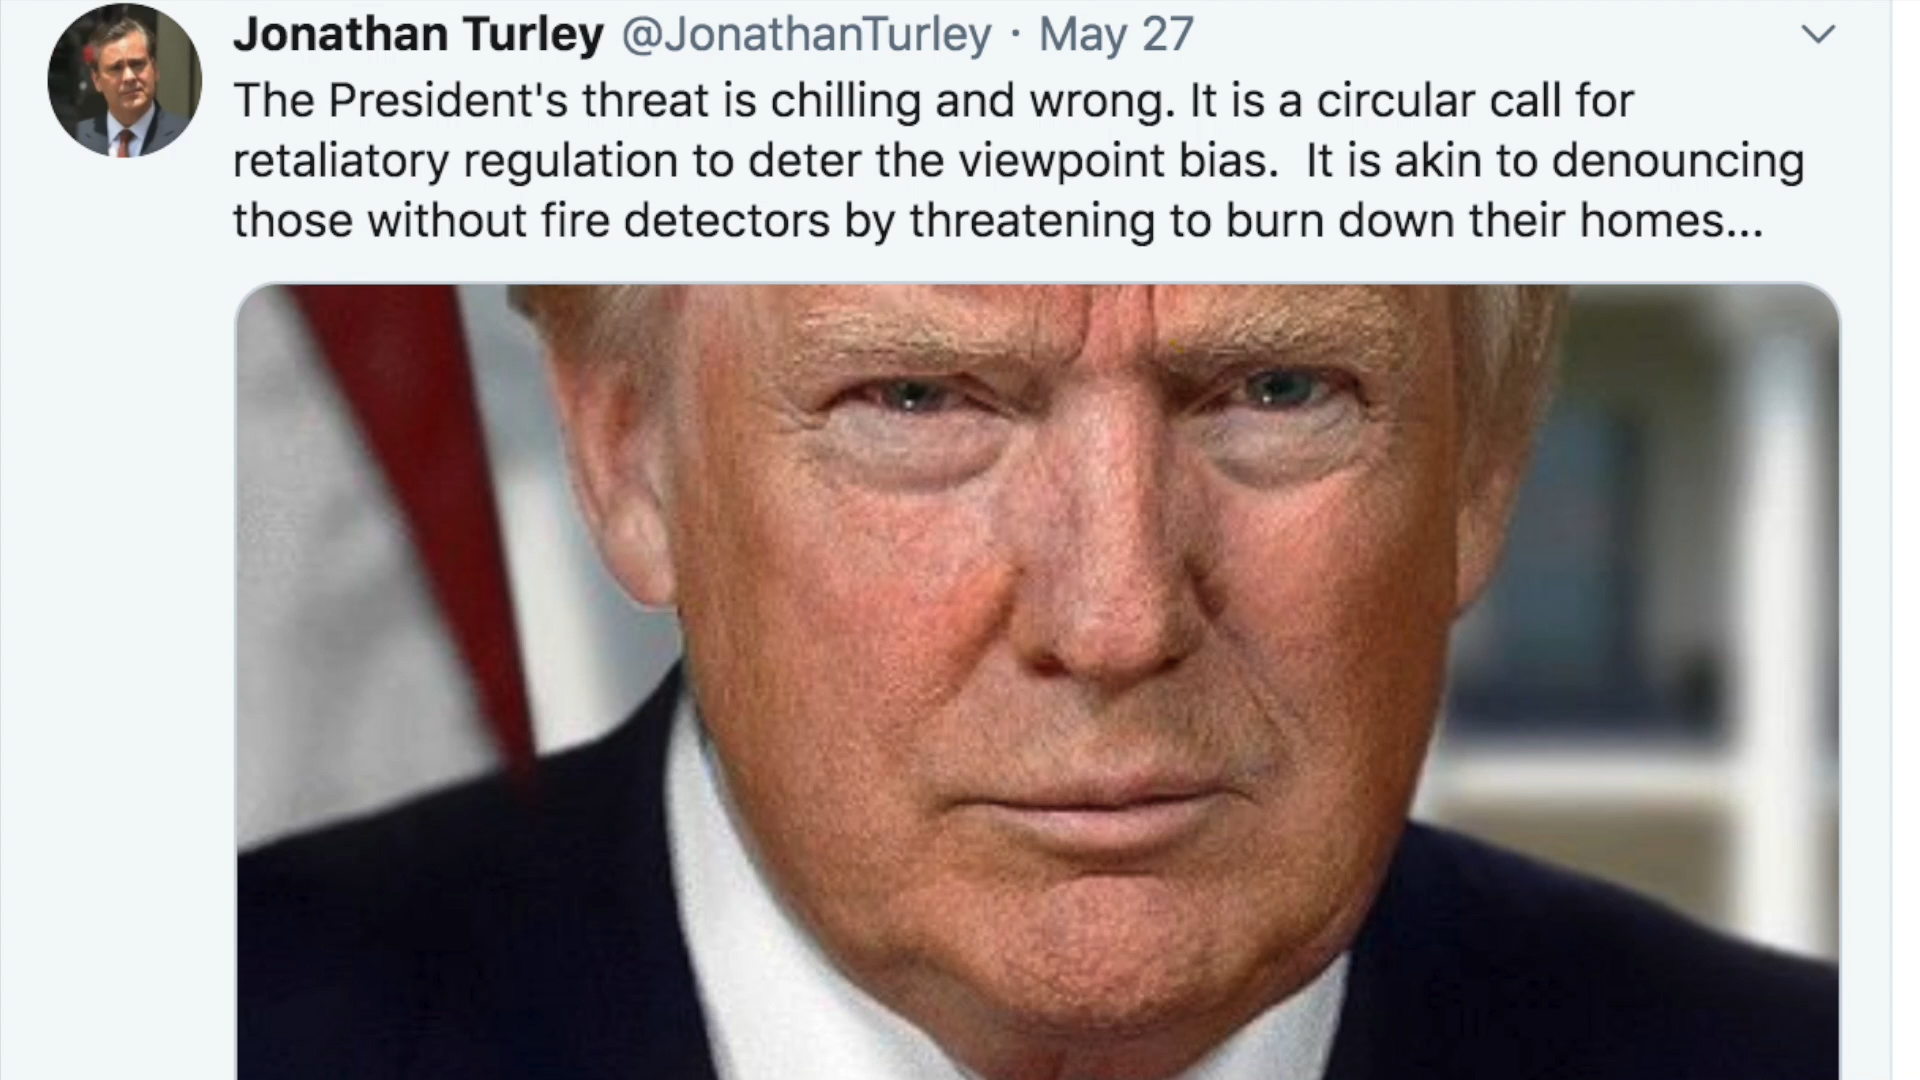 Jonathan Turley @JonathanTurley · May 27
The President's threat is chilling and wrong. It is a circular call for
retaliatory regulation to deter the viewpoint bias.  It is akin to denouncing
those without fire detectors by threatening to burn down their homes...